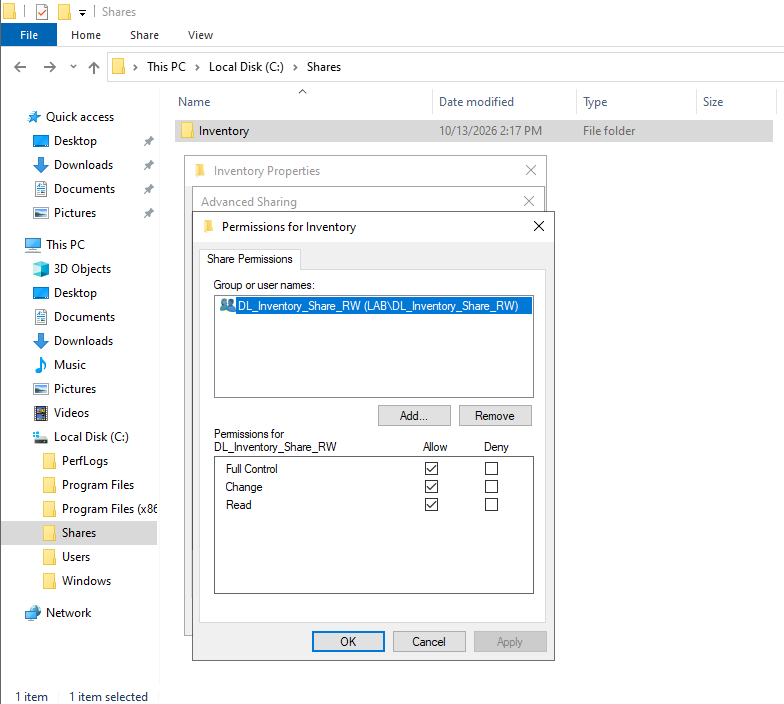 Shares
File Home Share View
This PC Local Disk (C:) Shares
Name Date modified Type Size
Quick access
Inventory 10/13/2026 2:17 PM File folder
Desktop
Downloads
Documents
Pictures
This PC
3D Objects
Desktop
Documents
Downloads
Music
Pictures
Videos
Local Disk (C:)
PerfLogs
Program Files
Program Files (x86
Shares
Users
Windows
Network
Inventory Properties
Advanced Sharing
Permissions for Inventory
Share Permissions
Group or user names:
DL_Inventory_Share_RW (LAB\DL_Inventory_Share_RW)
Add... Remove
Permissions for
DL_Inventory_Share_RW Allow Deny
Full Control
Change
Read
OK Cancel Apply
1 item 1 item selected